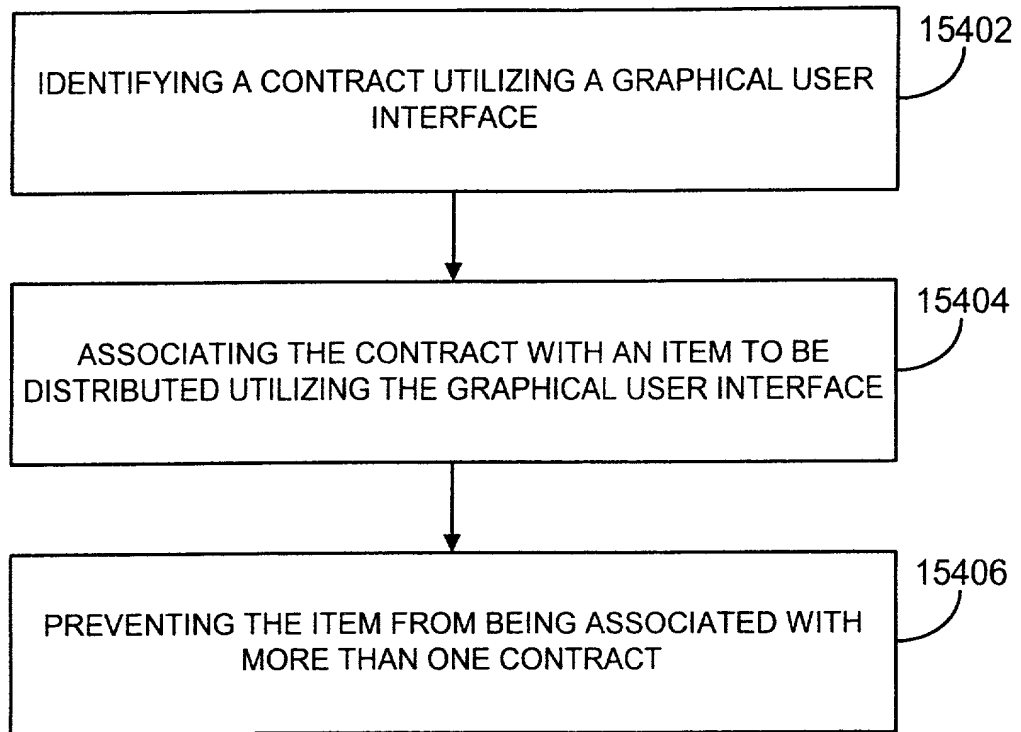 15402
IDENTIFYING A CONTRACT UTILIZING A GRAPHICAL USER
INTERFACE
15404
ASSOCIATING THE CONTRACT WITH AN ITEM TO BE
DISTRIBUTED UTILIZING THE GRAPHICAL USER INTERFACE
15406
PREVENTING THE ITEM FROM BEING ASSOCIATED WITH
MORE THAN ONE CONTRACT